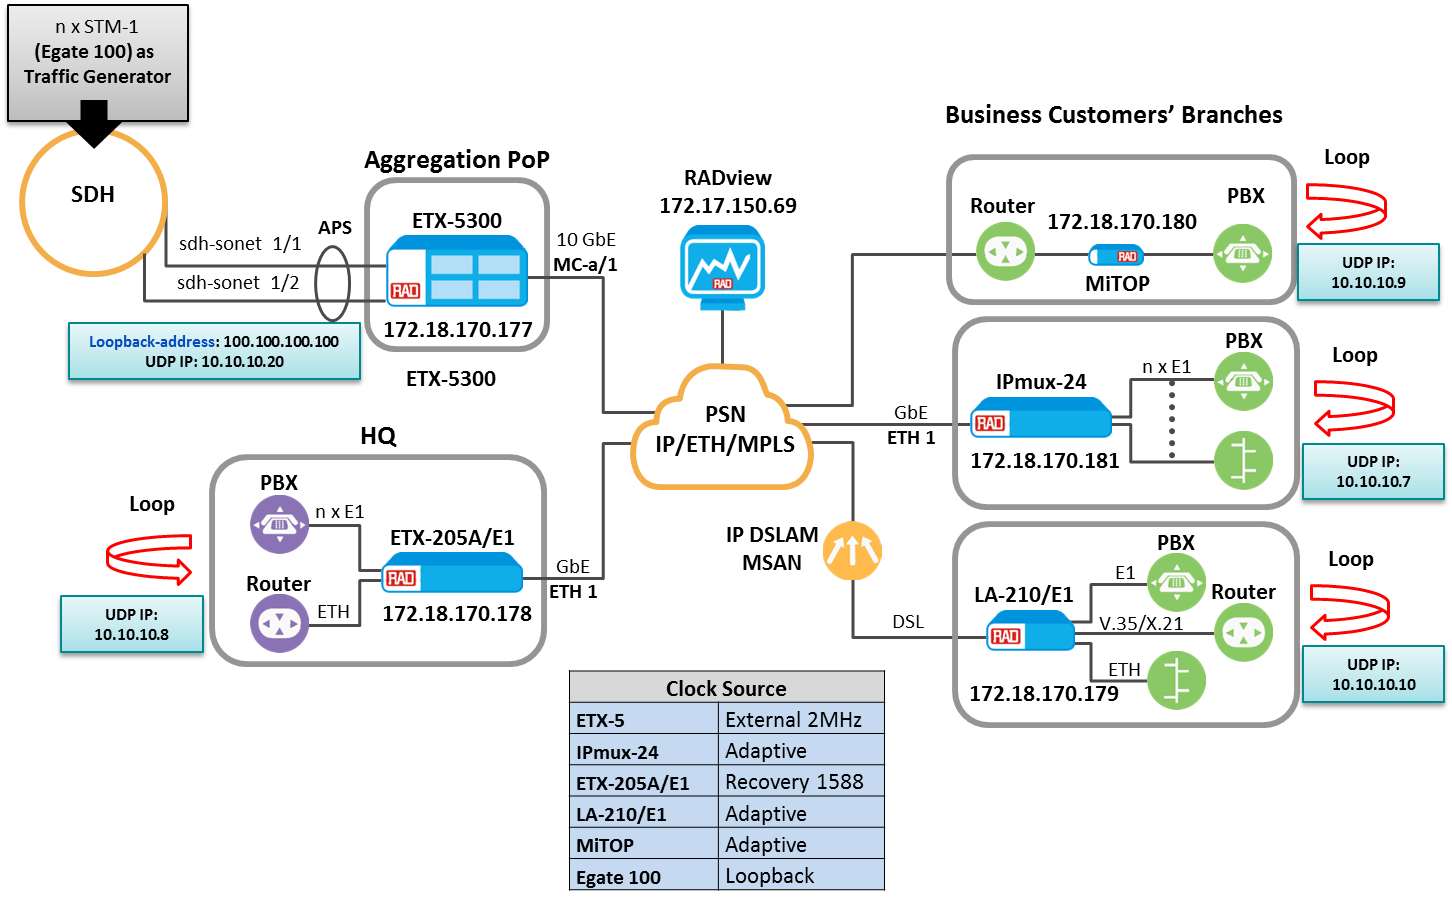 n x STM-1
(Egate 100) as
Traffic Generator
SDH
sdh-sonet 1/1
sdh-sonet 1/2
APS
Loopback-address: 100.100.100.100
UDP IP: 10.10.10.20
Aggregation PoP
ETX-5300
RAD
172.18.170.177
ETX-5300
10 GbE
MC-a/1
RADview
172.17.150.69
RAD
PSN
IP/ETH/MPLS
Business Customers’ Branches
Router
172.18.170.180
PBX
RAD
MiTOP
Loop
UDP IP:
10.10.10.9
GbE
ETH 1
IPmux-24
RAD
172.18.170.181
n x E1
PBX
Loop
UDP IP:
10.10.10.7
IP DSLAM
MSAN
DSL
LA-210/E1
RAD
172.18.170.179
E1
PBX
V.35/X.21
Router
ETH
Loop
UDP IP:
10.10.10.10
HQ
Loop
UDP IP:
10.10.10.8
PBX
n x E1
Router
ETH
ETX-205A/E1
RAD
172.18.170.178
GbE
ETH 1
Clock Source
ETX-5 External 2MHz
IPmux-24 Adaptive
ETX-205A/E1 Recovery 1588
LA-210/E1 Adaptive
MiTOP Adaptive
Egate 100 Loopback